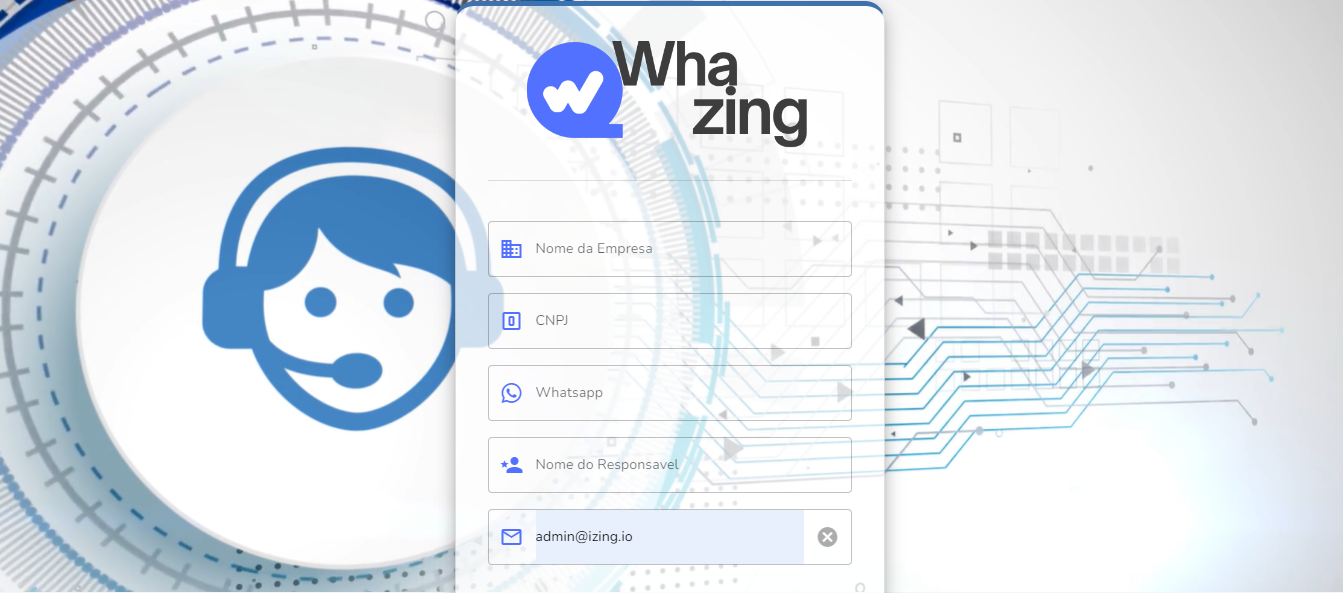 Wha
zing
Nome da Empresa
CNPJ
Whatsapp
Nome do Responsavel
admin@izing.io